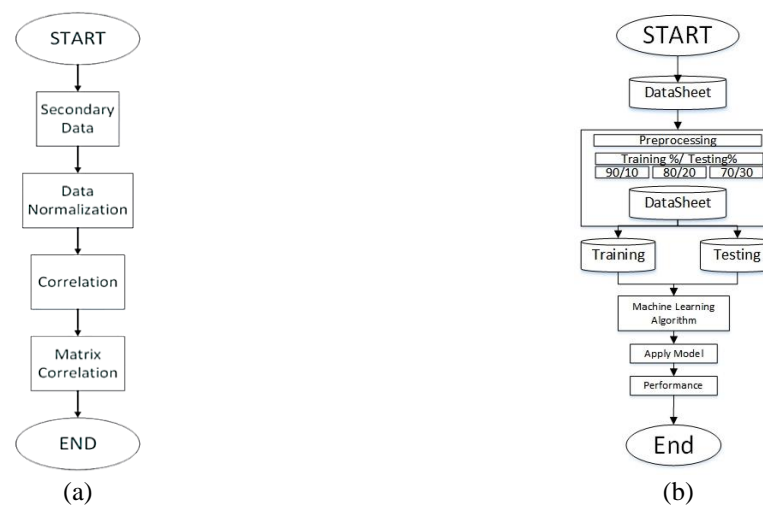 START
Secondary
Data
Data
Normalization
Correlation
Matrix
Correlation
END
(a)
START
DataSheet
Preprocessing
Training %/ Testing%
90/10 80/20 70/30
DataSheet
Training Testing
Machine Learning
Algorithm
Apply Model
Performance
End
(b)